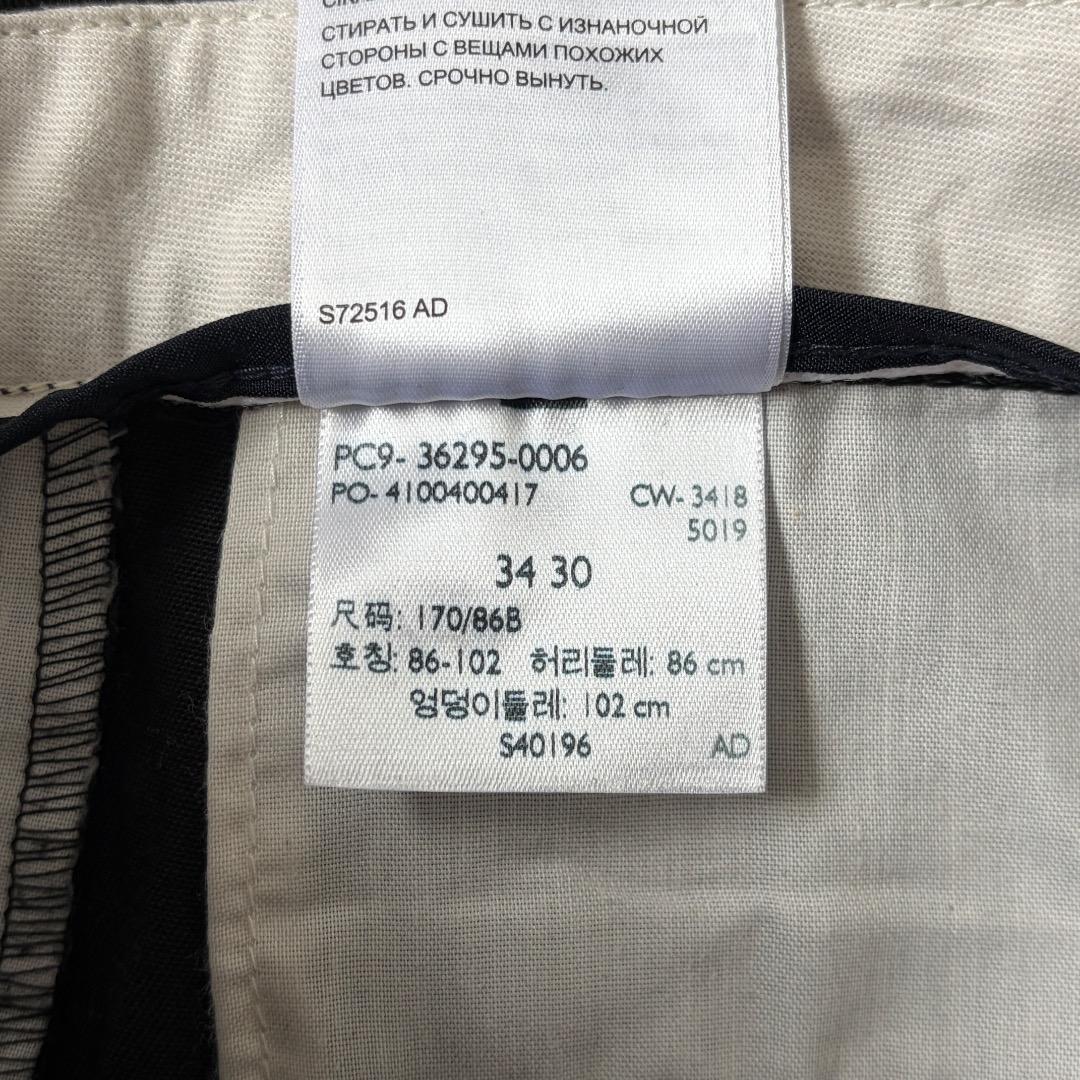 СТИРАТЬ И СУШИТЬ С ИЗНАНОЧНОЙ
СТОРОНЫ С ВЕЩАМИ ПОХОЖИХ
ЦВЕТОВ. СРОЧНО ВЫНУТЬ.
S72516 AD
PC9- 36295-0006
PO- 4100400417 CW- 3418
5019
34 30
尺码: 170/86B
호칭: 86-102 허리둘레: 86 cm
엉덩이둘레: 102 cm
S40196 AD